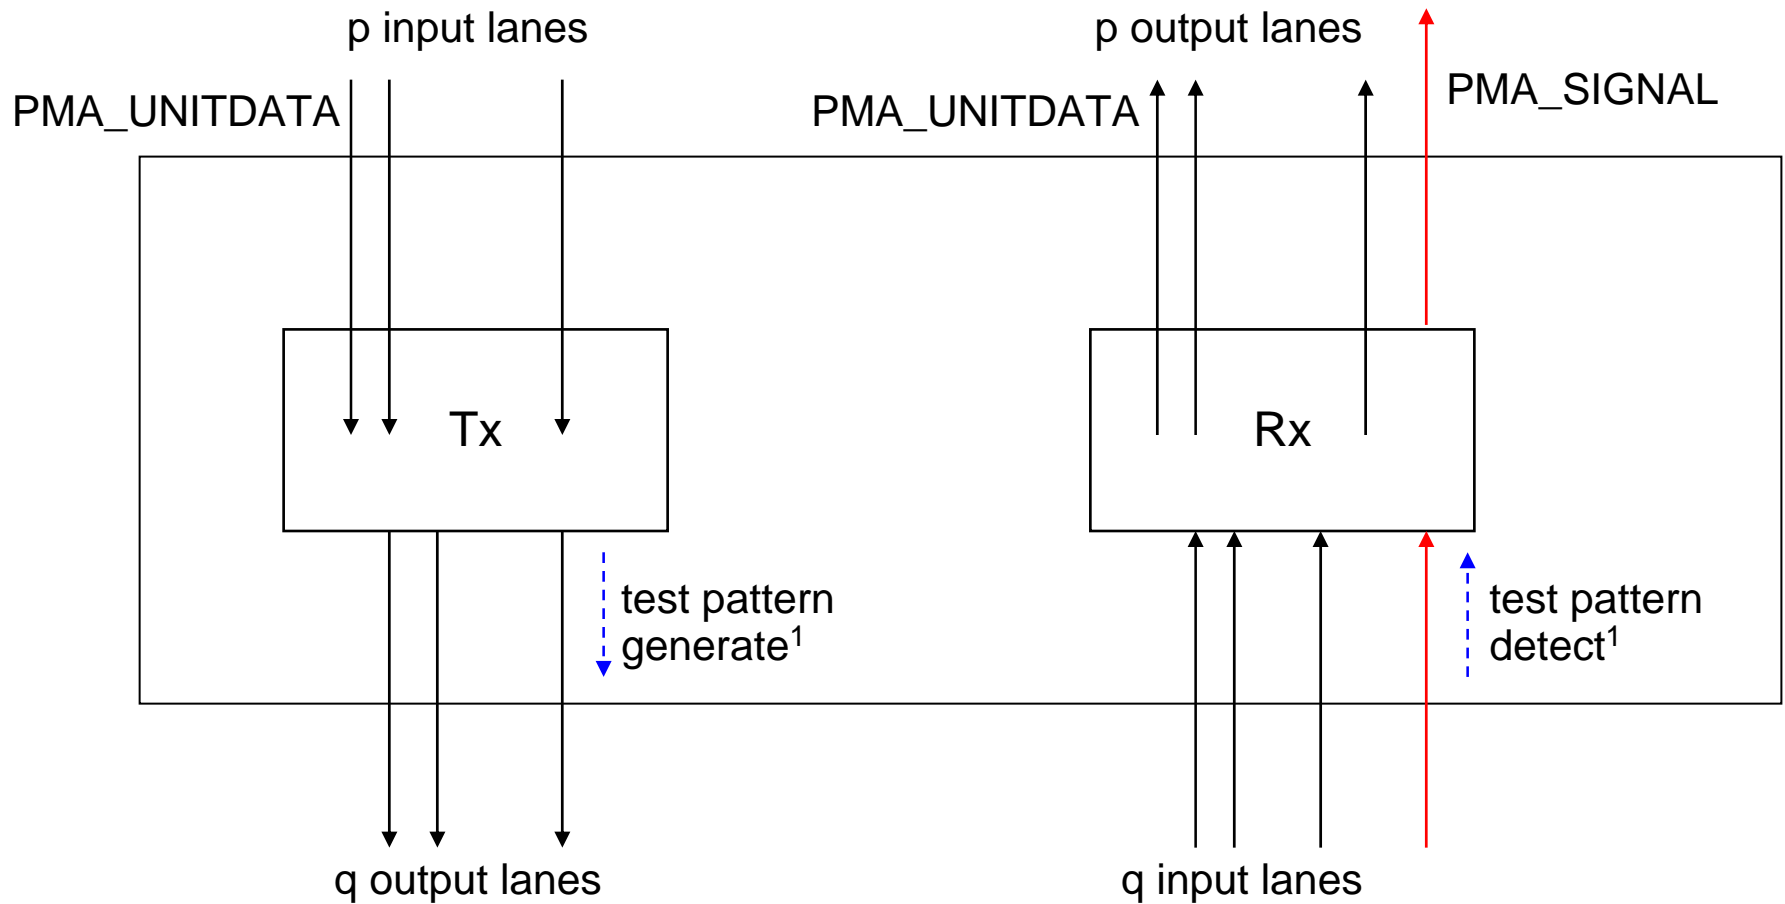 p input lanes
p output lanes
PMA_UNITDATA
PMA_UNITDATA
PMA_SIGNAL
Tx
Rx
test pattern
generate¹
test pattern
detect¹
q output lanes
q input lanes